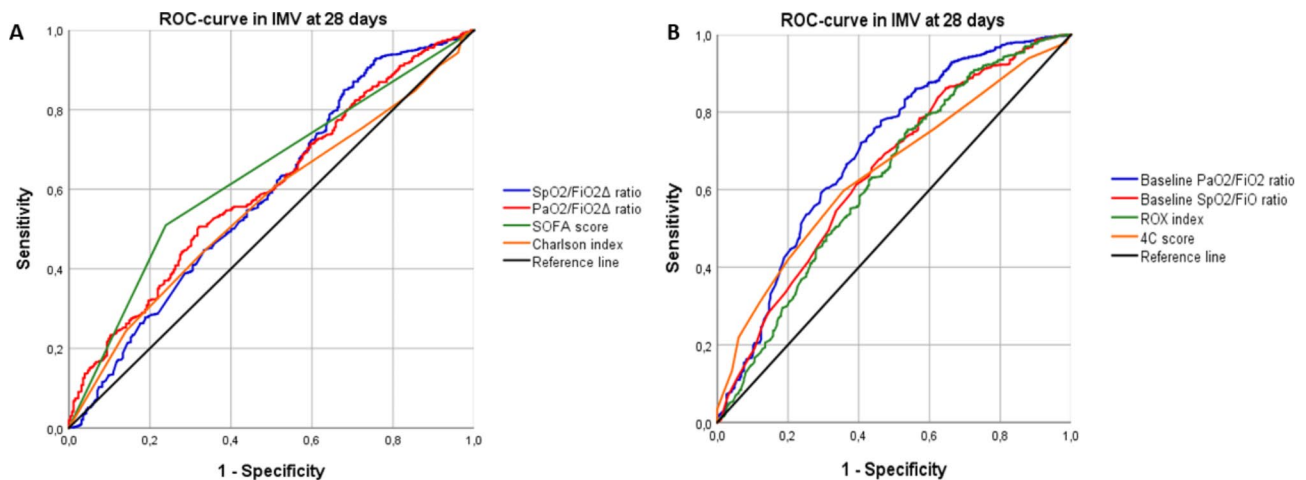 A
ROC-curve in IMV at 28 days
Sensitivity
1,0
0,8
0,6
0,4
0,2
0,0
0,0 0,2 0,4 0,6 0,8 1,0
1 - Specificity
SpO2/FiO2Δ ratio
PaO2/FiO2Δ ratio
SOFA score
Charlson index
Reference line
B
ROC-curve in IMV at 28 days
Sensitivity
1,0
0,8
0,6
0,4
0,2
0,0
0,0 0,2 0,4 0,6 0,8 1,0
1 - Specificity
Baseline PaO2/FiO2 ratio
Baseline SpO2/FiO ratio
ROX index
4C score
Reference line